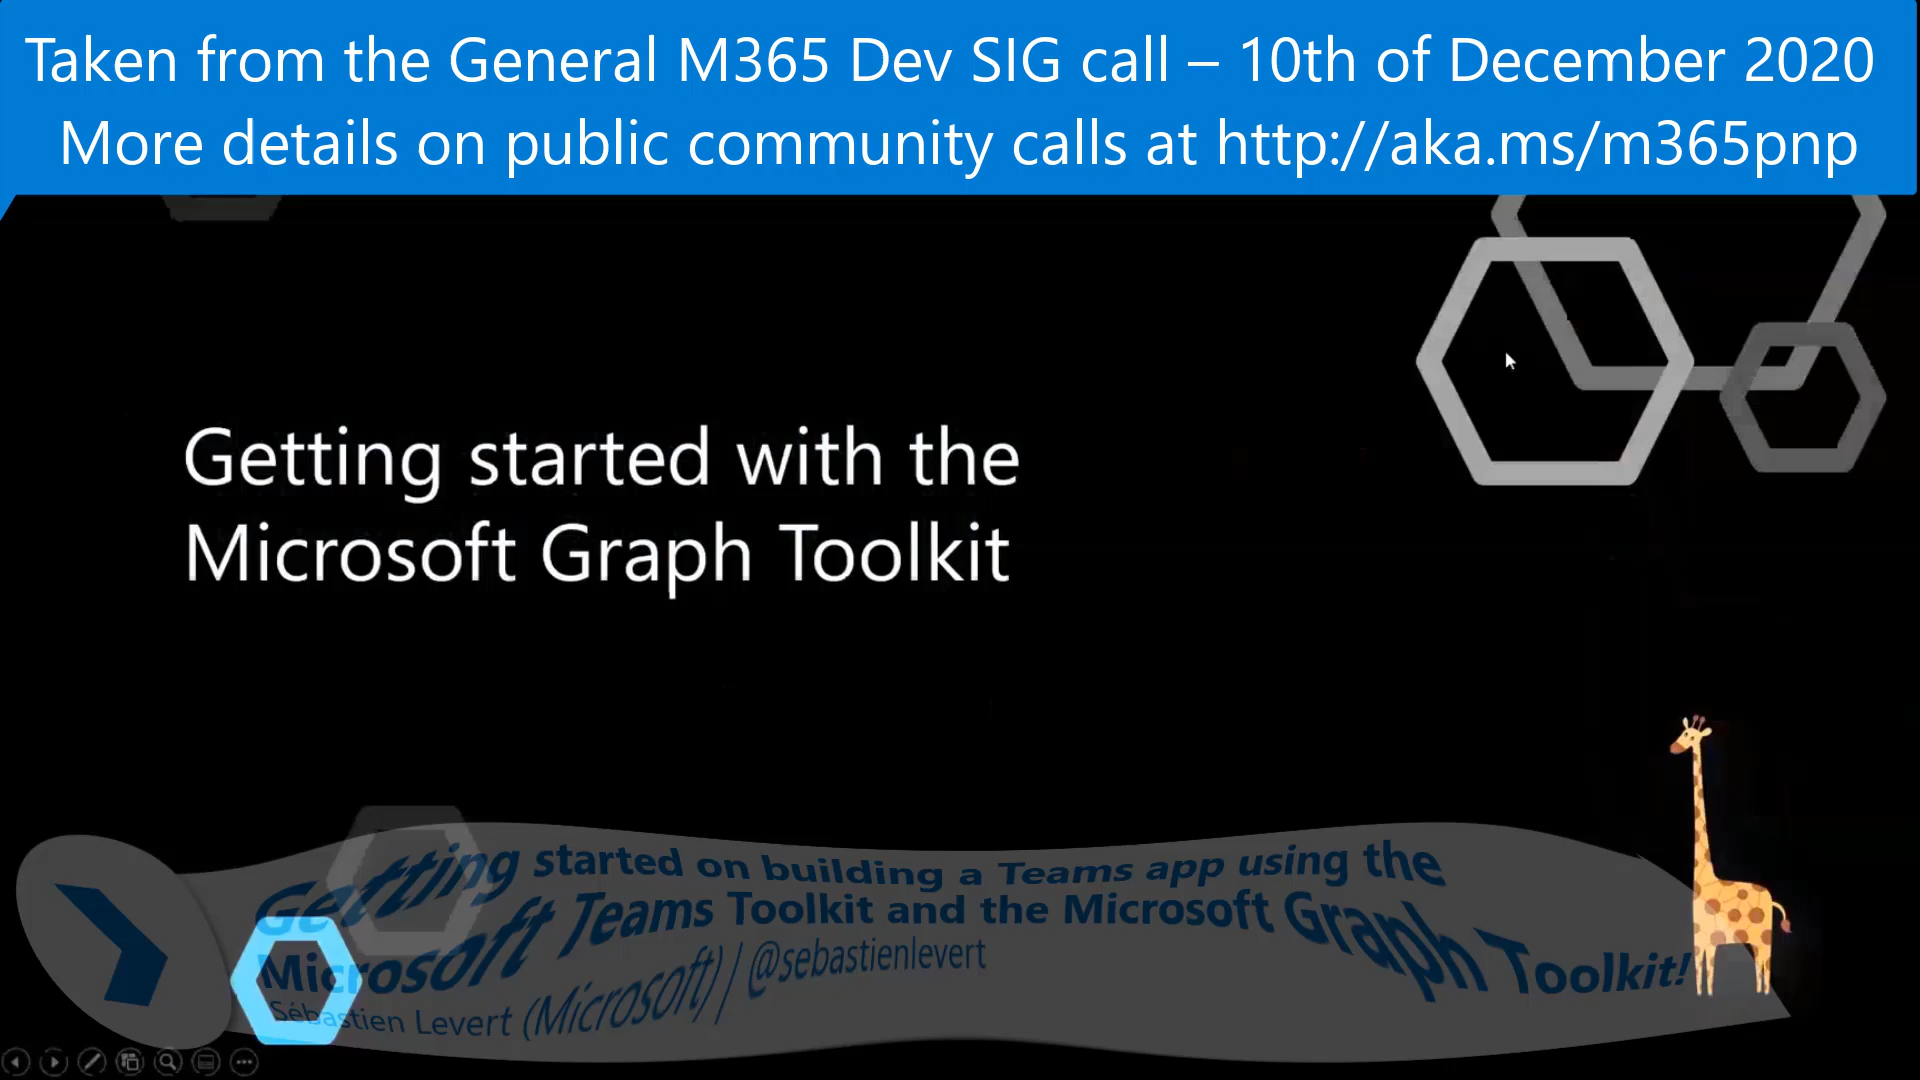 Taken from the General M365 Dev SIG call – 10th of December 2020
More details on public community calls at http://aka.ms/m365pnp
Getting started with the
Microsoft Graph Toolkit
Getting started on building a Teams app using the
Microsoft Teams Toolkit and the Microsoft Graph Toolkit!
Sébastien Levert (Microsoft) | @sebastienlevert